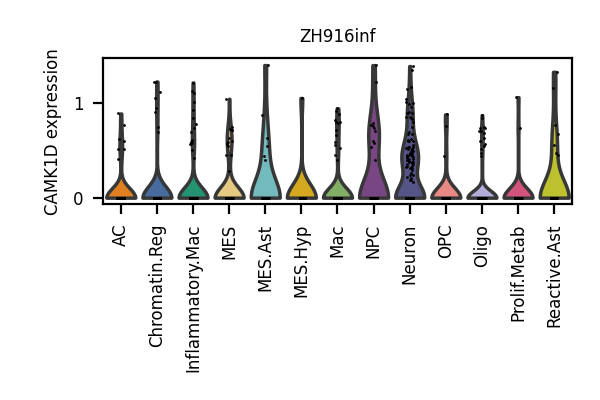 ZH916inf
CAMK1D expression
1
0
AC
Chromatin.Reg
Inflammatory.Mac
MES
MES.Ast
MES.Hyp
Mac
NPC
Neuron
OPC
Oligo
Prolif.Metab
Reactive.Ast